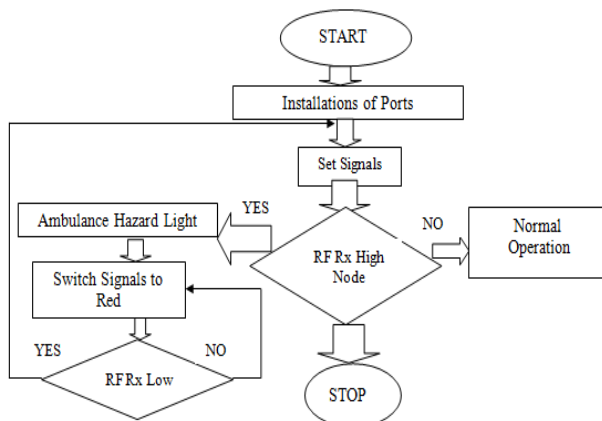 START
Installations of Ports
Set Signals
YES
Ambulance Hazard Light
NO
Normal
Operation
RF Rx High
Node
Switch Signals to
Red
YES
NO
RF Rx Low
STOP